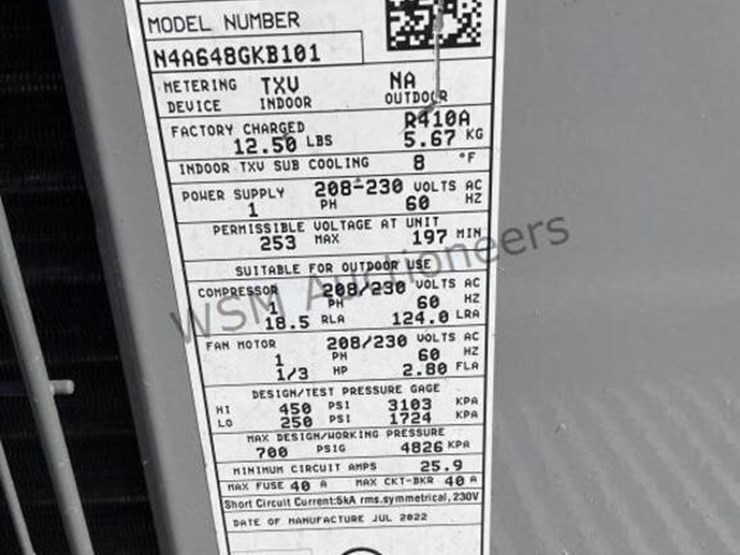 MODEL NUMBER
N4A648GKB101
METERING DEVICE TXV INDOOR NA OUTDOOR
FACTORY CHARGED R410A
12.50 LBS 5.67 KG
INDOOR TXV SUB COOLING 8 °F
POWER SUPPLY 208-230 VOLTS AC
1 PH 60 HZ
PERMISSIBLE VOLTAGE AT UNIT
253 MAX 197 MIN
SUITABLE FOR OUTDOOR USE
COMPRESSOR 208/230 VOLTS AC
1 PH 60 HZ
18.5 RLA 124.0 LRA
FAN MOTOR 208/230 VOLTS AC
1 PH 60 HZ
1/3 HP 2.80 FLA
DESIGN/TEST PRESSURE GAGE
HI 450 PSI 3103 KPA
LO 250 PSI 1724 KPA
MAX DESIGN/WORKING PRESSURE
700 PSIG 4826 KPA
MINIMUM CIRCUIT AMPS 25.9
MAX FUSE 40 A MAX CKT-BKR 40 A
Short Circuit Current:5kA rms.symmetrical, 230V
DATE OF MANUFACTURE JUL 2022
WSM Auctioneers